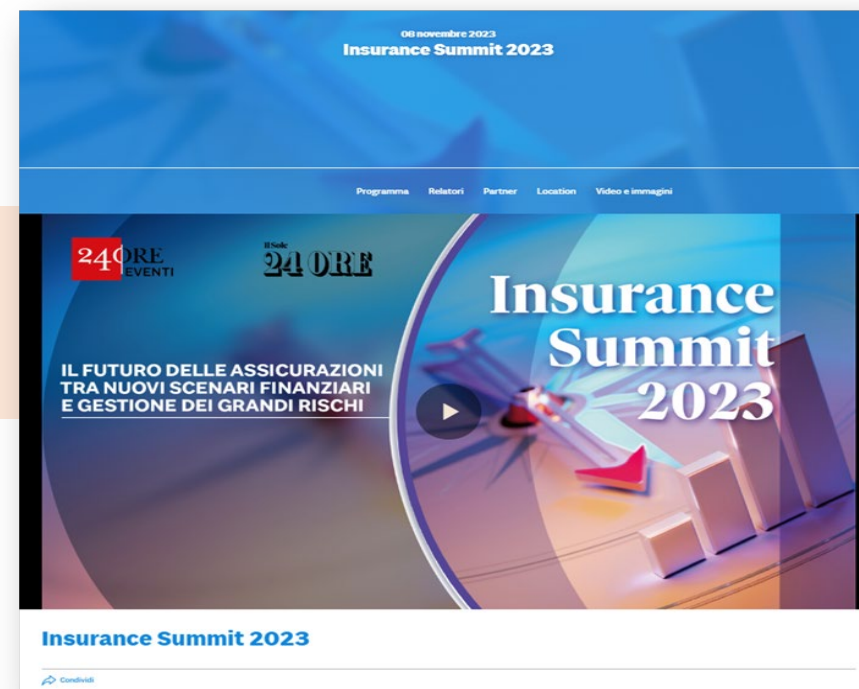 08 novembre 2023
Insurance Summit 2023
Programma Relatori Partner Location Video e immagini
24ORE
EVENTI
Il Sole
24 ORE
Insurance
Summit
2023
IL FUTURO DELLE ASSICURAZIONI
TRA NUOVI SCENARI FINANZIARI
E GESTIONE DEI GRANDI RISCHI
Insurance Summit 2023
Condividi